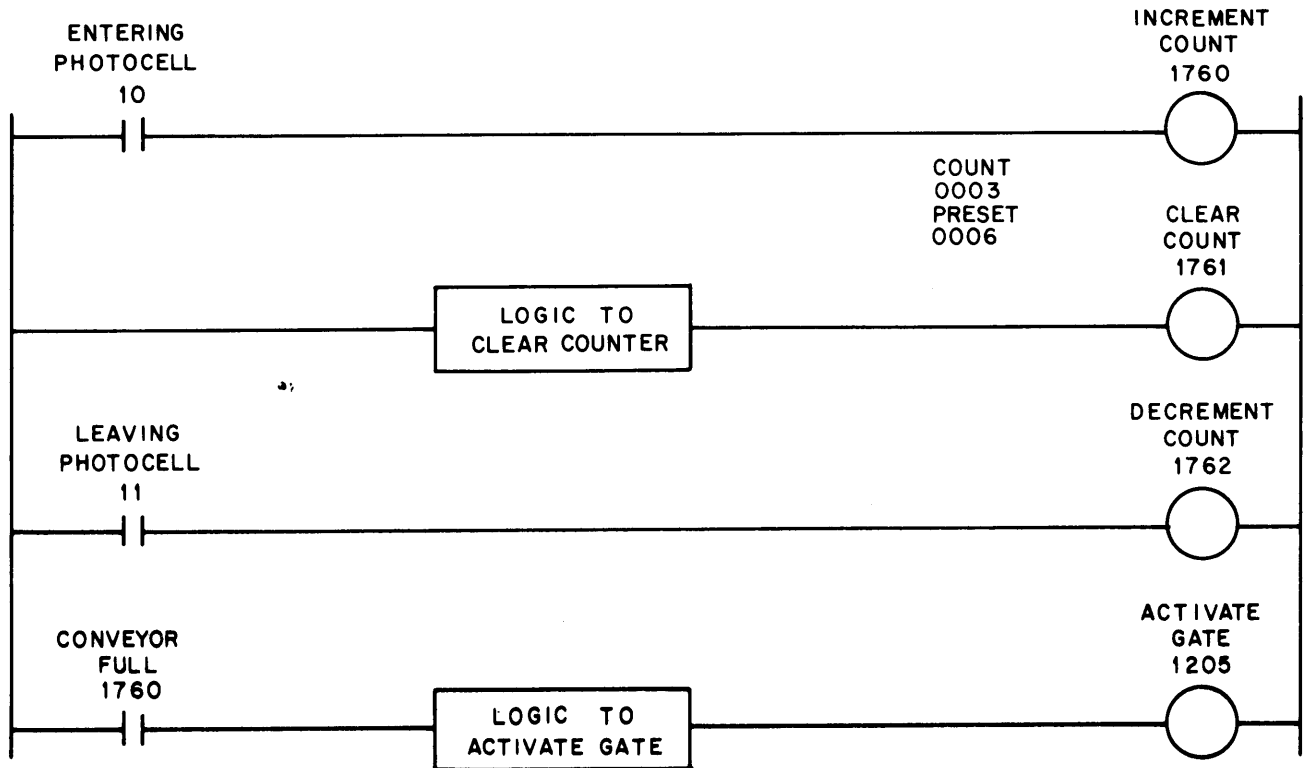 ENTERING
PHOTOCELL
10
INCREMENT
COUNT
1760
COUNT
0003
PRESET
0006
CLEAR
COUNT
1761
LOGIC TO
CLEAR COUNTER
LEAVING
PHOTOCELL
11
DECREMENT
COUNT
1762
CONVEYOR
FULL
1760
LOGIC TO
ACTIVATE GATE
ACTIVATE
GATE
1205